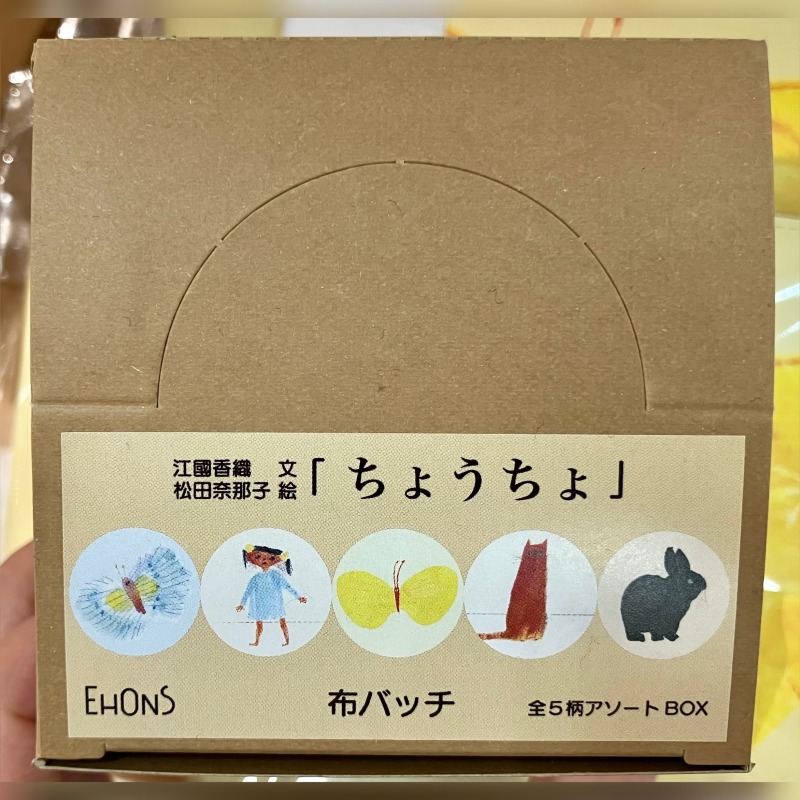 江國香織 文
松田奈那子 絵
「ちょうちょ」
EHONS
布バッチ
全5柄アソートBOX